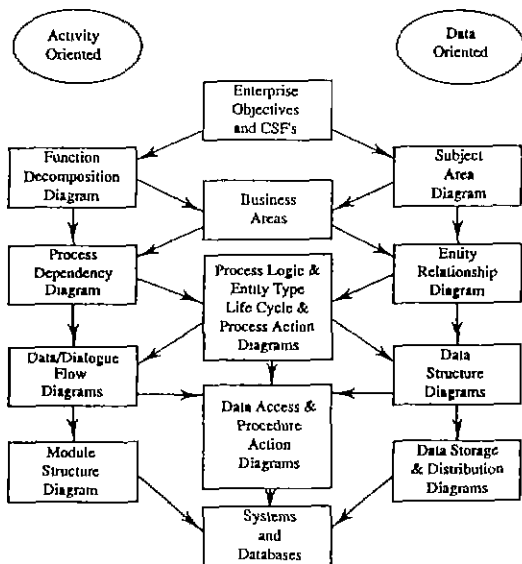 Activity
Oriented
Data
Oriented
Enterprise
Objectives
and CSF's
Function
Decomposition
Diagram
Subject
Area
Diagram
Business
Areas
Process
Dependency
Diagram
Process Logic &
Entity Type
Life Cycle &
Process Action
Diagrams
Entity
Relationship
Diagram
Data/Dialogue
Flow
Diagrams
Data
Structure
Diagrams
Data Access &
Procedure
Action
Diagrams
Module
Structure
Diagram
Data Storage
& Distribution
Diagrams
Systems
and
Databases